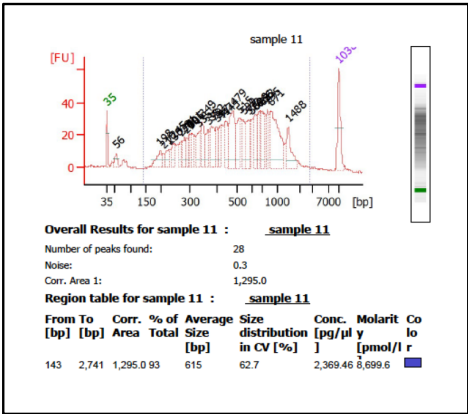 sample 11
[FU]
35
56
1488
40
20
0
35 150 300 500 1000 7000 [bp]
Overall Results for sample 11 : sample 11
Number of peaks found: 28
Noise: 0.3
Corr. Area 1: 1,295.0
Region table for sample 11 : sample 11
From To Corr. % of Average Size Conc. Molarit Co
[bp] [bp] Area Total Size distribution [pg/µl y lo
[bp] in CV [%] ] [pmol/l r
143 2,741 1,295.0 93 615 62.7 2,369.46 8,699.6